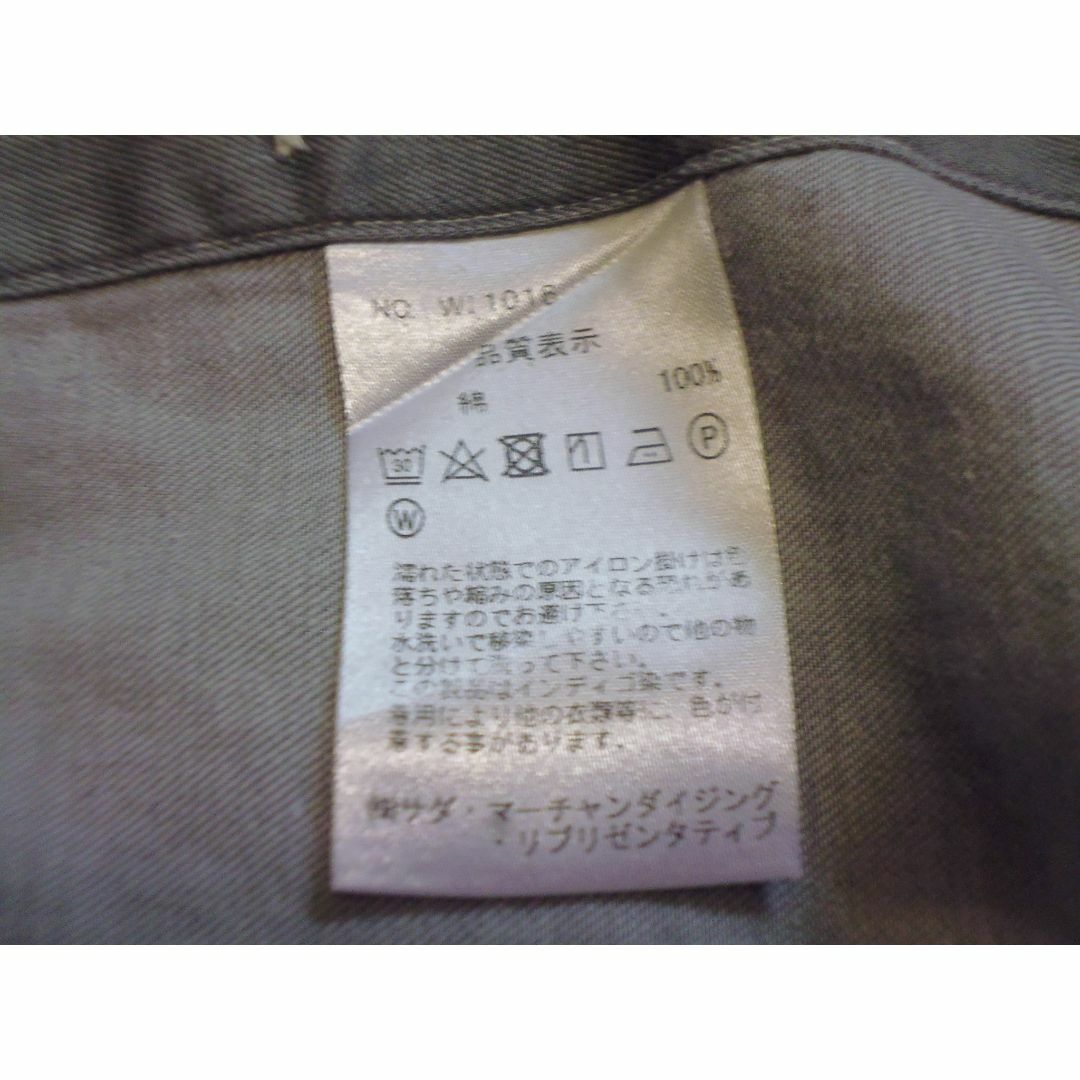 NO. WL1016
品質表示
綿 100%
30
P
W
濡れた状態でのアイロン掛けは色
落ちや縮みの原因となる恐れがあ
りますのでお避け下さい。
水洗いで移染しやすいので他の物
と分けて洗って下さい。
この製品はインディゴ染です。
着用により他の衣類等に、色が付
着する事があります。
㈱サダ・マーチャンダイジング
・リプリゼンタティブ